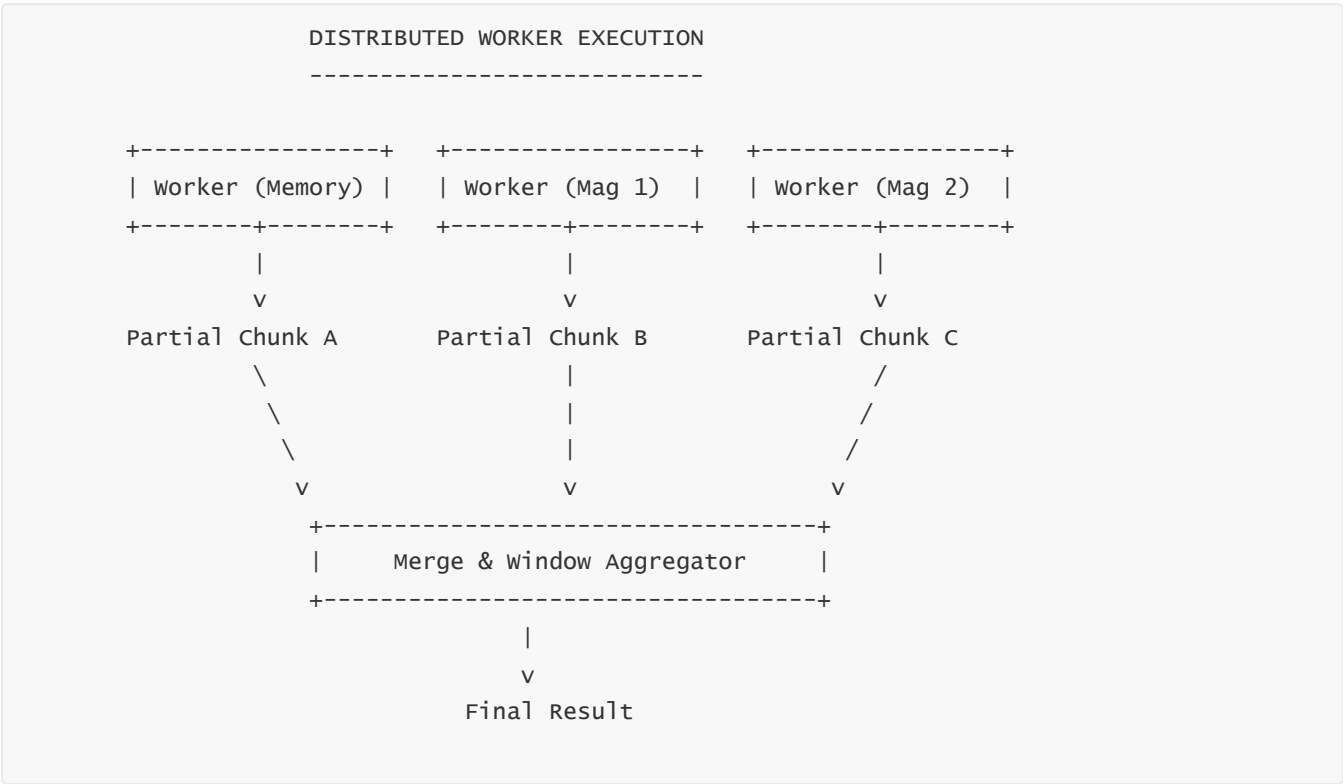 DISTRIBUTED WORKER EXECUTION
----------------------------
+-----------------+   +-----------------+   +-----------------+
| Worker (Memory) |   | Worker (Mag 1)  |   | Worker (Mag 2)  |
+--------+--------+   +--------+--------+   +--------+--------+
|                     |                     |
v                     v                     v
Partial Chunk A       Partial Chunk B       Partial Chunk C
\                     |                     /
\                    |                    /
\                   |                   /
v                  v                  v
+-----------------------------------+
|     Merge & Window Aggregator     |
+-----------------------------------+
|
v
Final Result